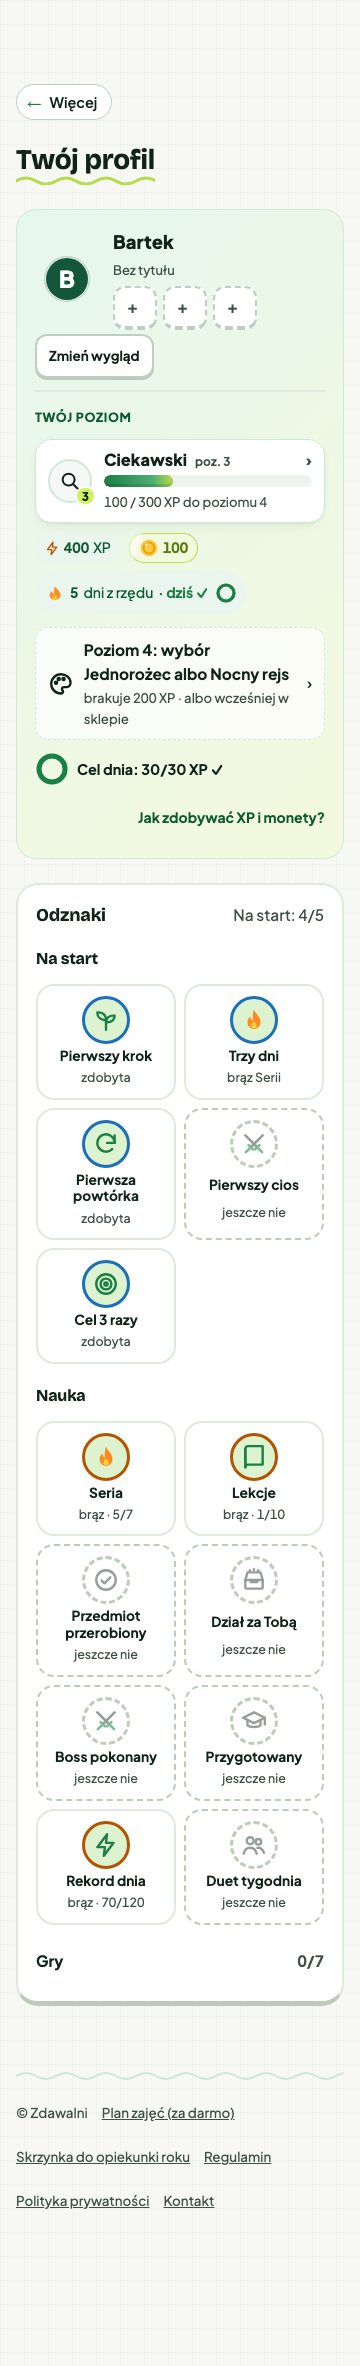 ← Więcej
Twój profil
B
Bartek
Bez tytułu
+ + +
Zmień wygląd
TWÓJ POZIOM
Ciekawski poz. 3 ›
3
100 / 300 XP do poziomu 4
400 XP 100
5 dni z rzędu · dziś ✓
Poziom 4: wybór
Jednorożec albo Nocny rejs ›
brakuje 200 XP · albo wcześniej w
sklepie
Cel dnia: 30/30 XP ✓
Jak zdobywać XP i monety?
Odznaki Na start: 4/5
Na start
Pierwszy krok
zdobyta
Trzy dni
brąz Serii
Pierwsza
powtórka
zdobyta
Pierwszy cios
jeszcze nie
Cel 3 razy
zdobyta
Nauka
Seria
brąz · 5/7
Lekcje
brąz · 1/10
Przedmiot
przerobiony
jeszcze nie
Dział za Tobą
jeszcze nie
Boss pokonany
jeszcze nie
Przygotowany
jeszcze nie
Rekord dnia
brąz · 70/120
Duet tygodnia
jeszcze nie
Gry 0/7
© Zdawalni Plan zajęć (za darmo)
Skrzynka do opiekunki roku Regulamin
Polityka prywatności Kontakt